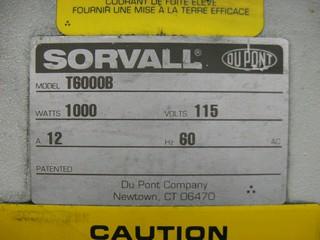 COURANT DE FUITE ÉLEVÉ
FOURNIR UNE MISE À LA TERRE EFFICACE
SORVALL® DU PONT
MODEL T6000B
WATTS 1000 VOLTS 115
A 12 Hz 60 AC
PATENTED
Du Pont Company
Newtown, CT 06470
CAUTION